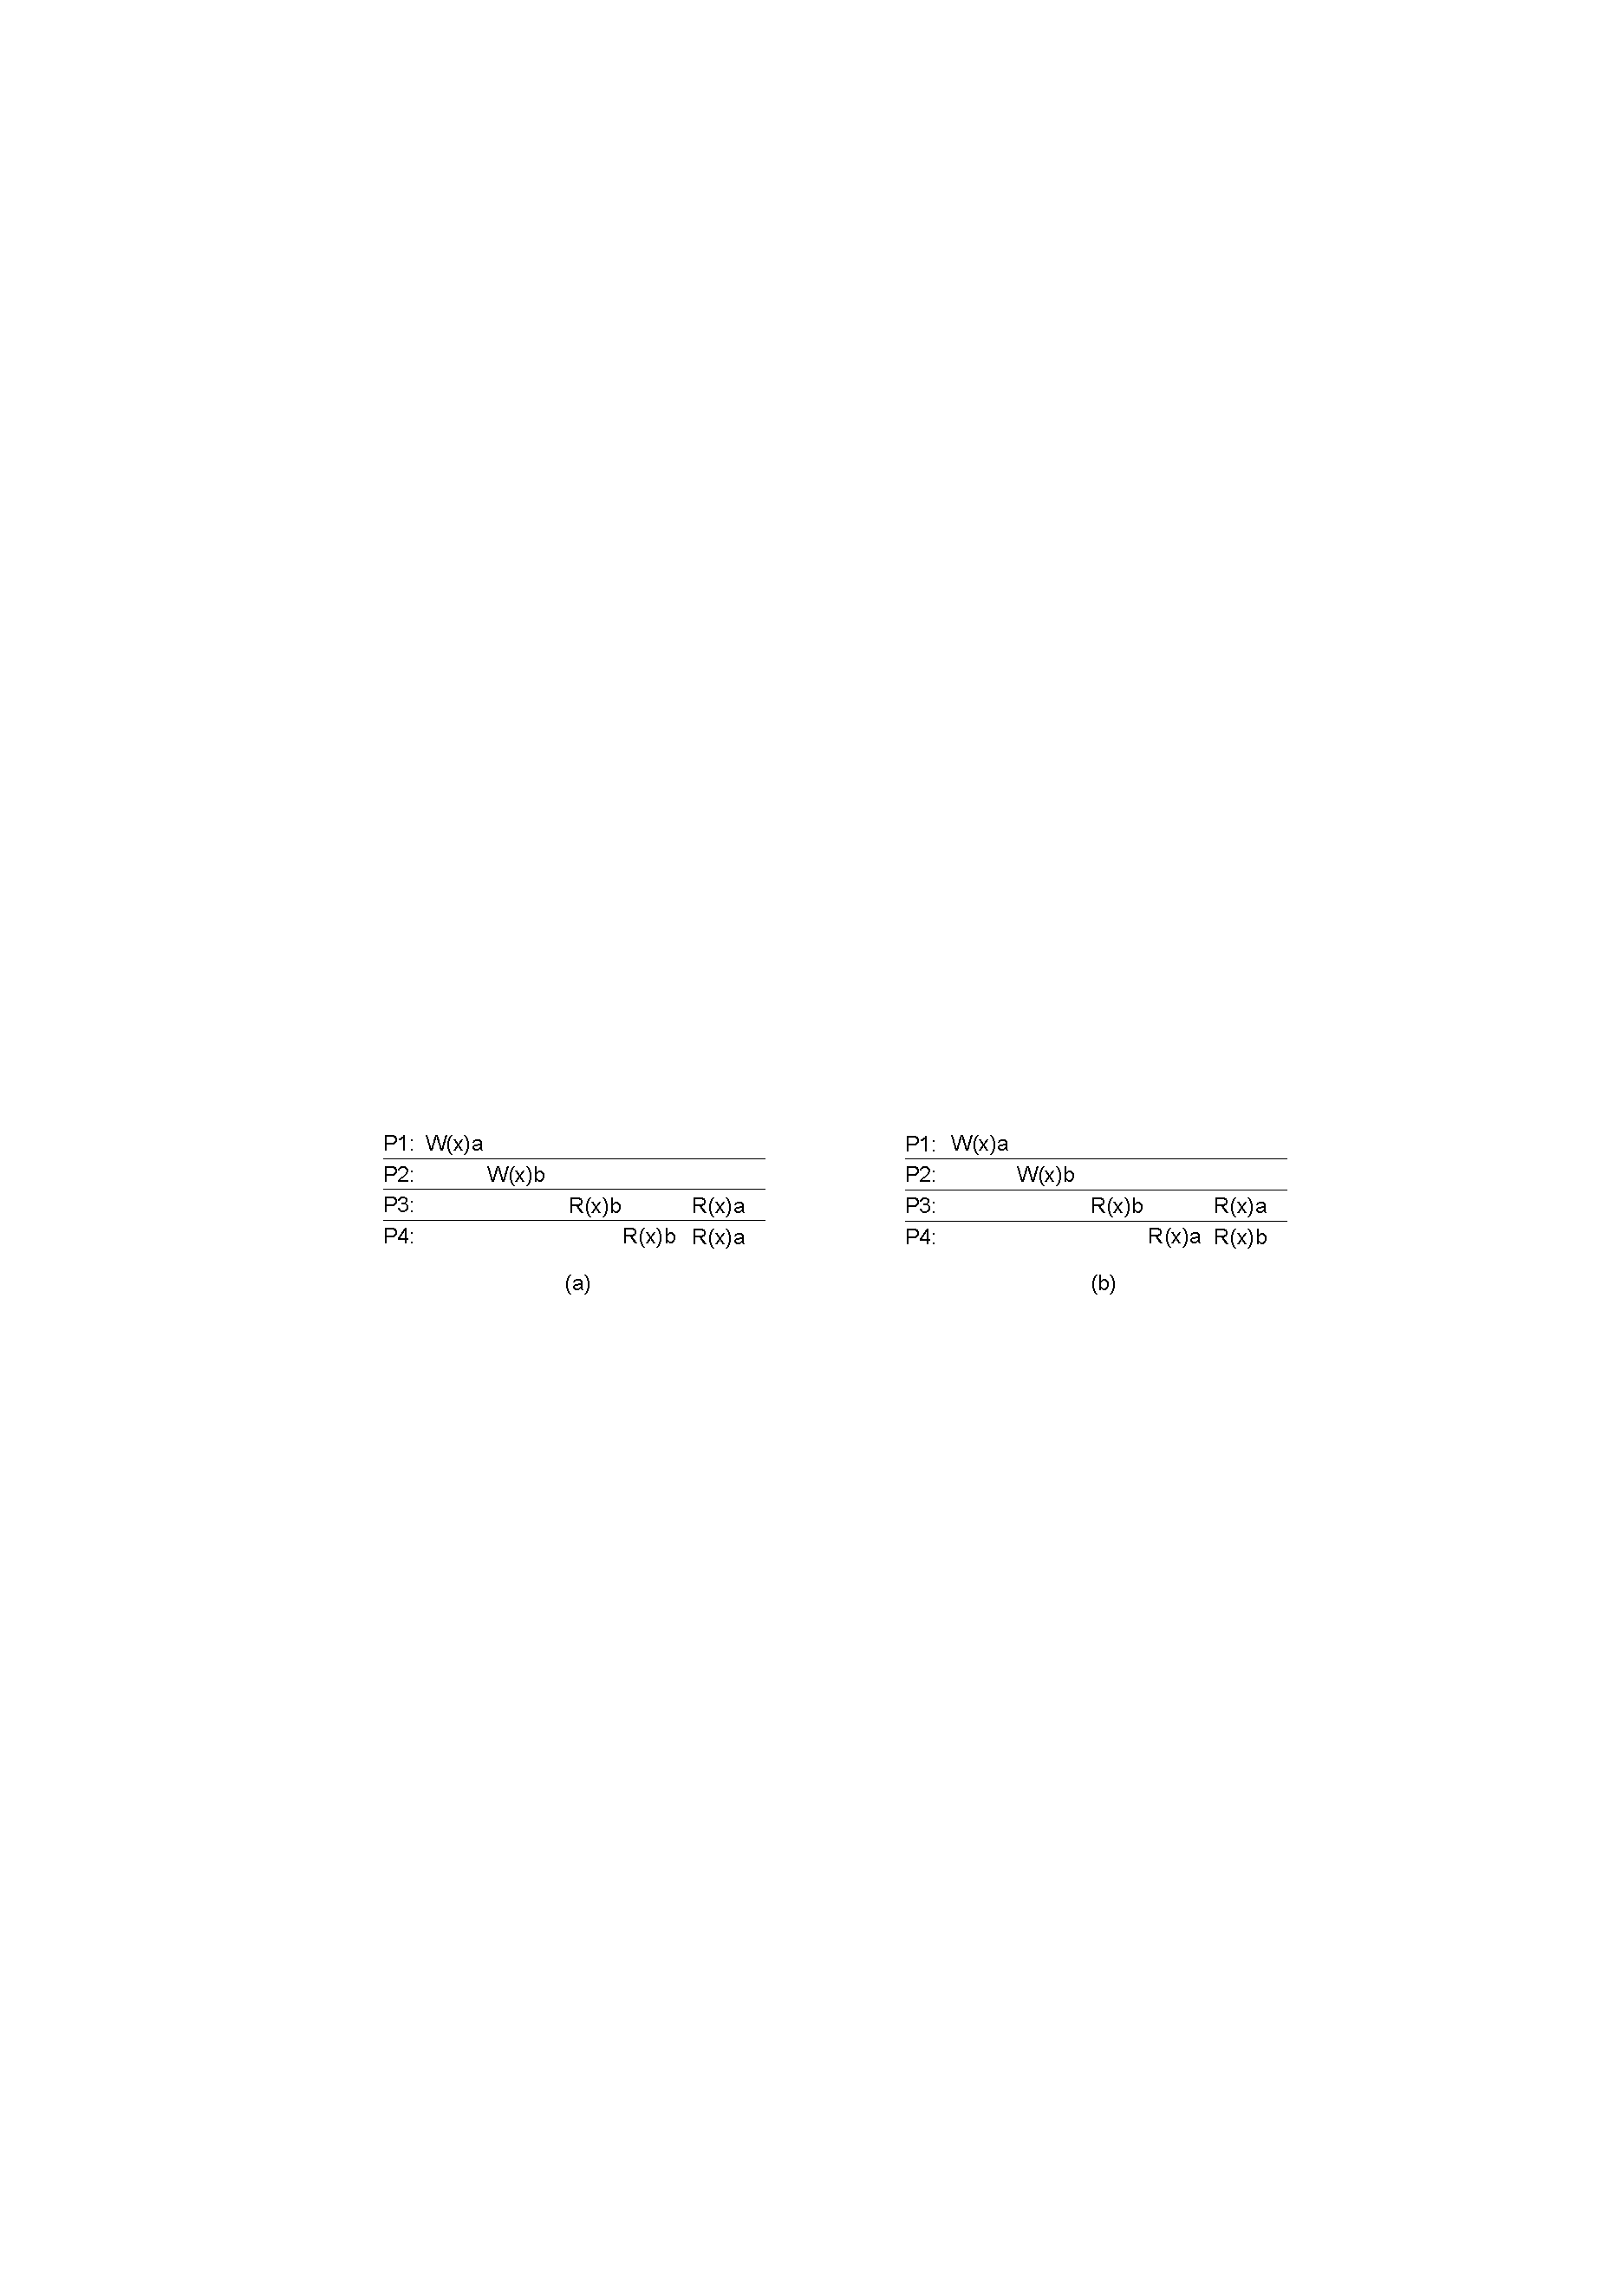 P1: W(x)a
P2: W(x)b
P3: R(x)b R(x)a
P4: R(x)b R(x)a
(a)
P1: W(x)a
P2: W(x)b
P3: R(x)b R(x)a
P4: R(x)a R(x)b
(b)